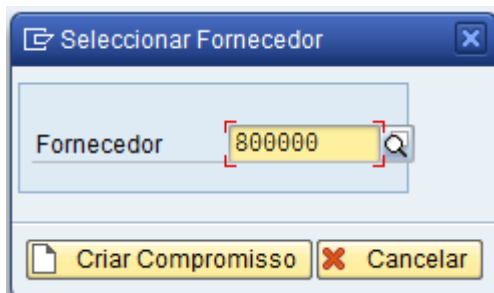 Seleccionar Fornecedor
Fornecedor 800000
Criar Compromisso Cancelar